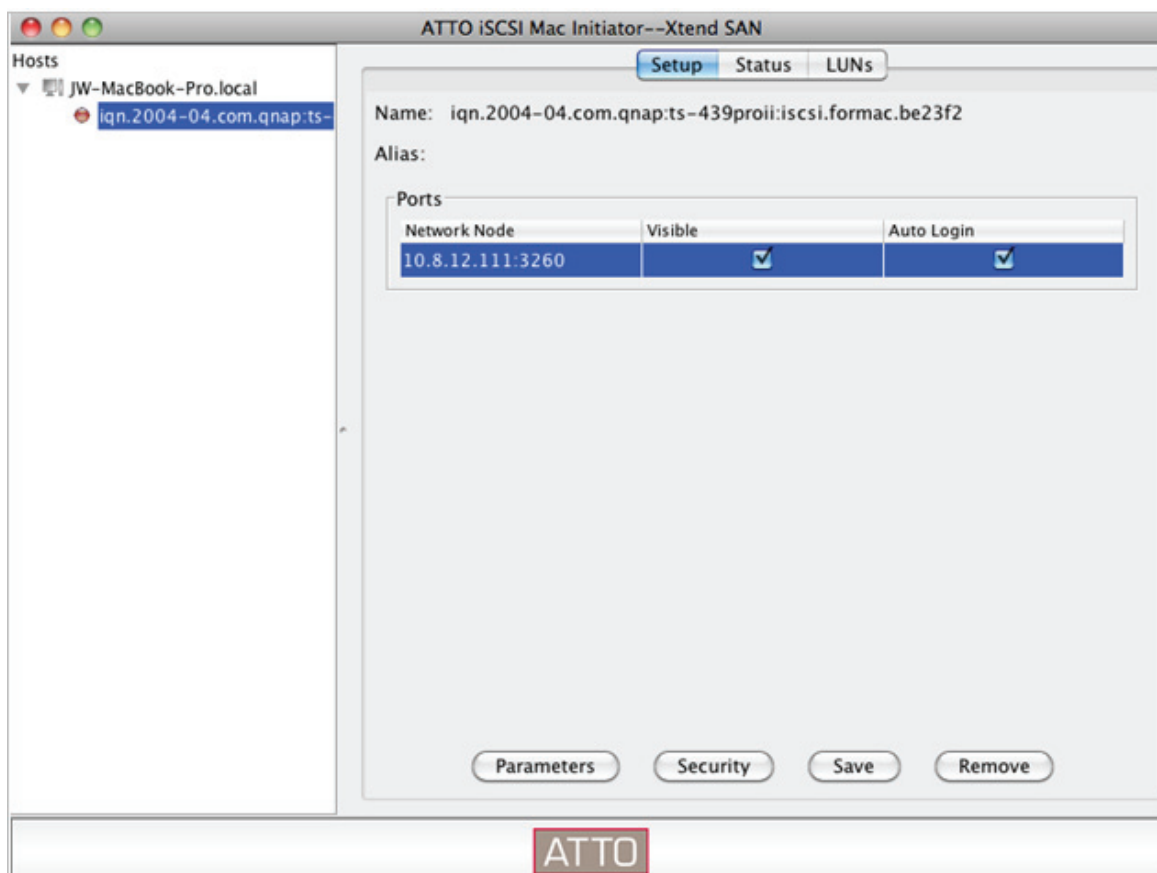 ATTO iSCSI Mac Initiator--Xtend SAN
Hosts
JW-MacBook-Pro.local
iqn.2004-04.com.qnap:ts-
Setup Status LUNs
Name: iqn.2004-04.com.qnap:ts-439proii:iscsi.formac.be23f2
Alias:
Ports
Network Node Visible Auto Login
10.8.12.111:3260
Parameters Security Save Remove
ATTO